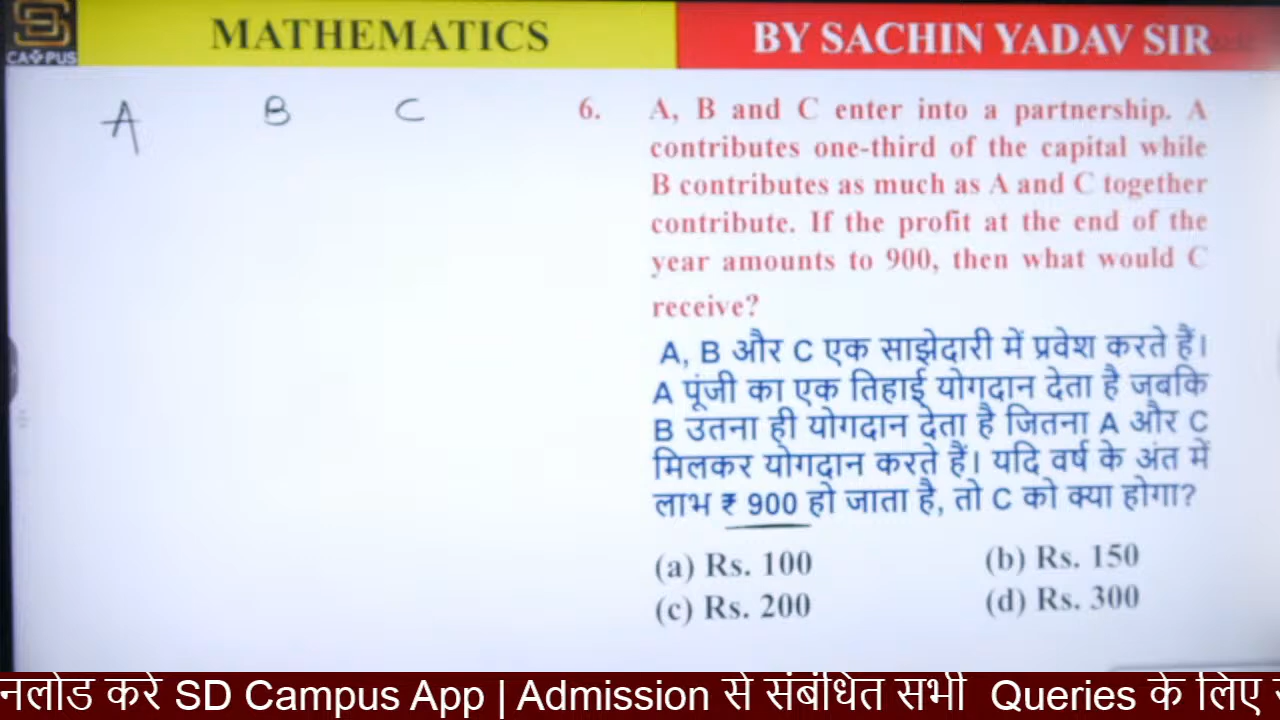 CAMPUS
MATHEMATICS
BY SACHIN YADAV SIR
A B C
6. A, B and C enter into a partnership. A
contributes one-third of the capital while
B contributes as much as A and C together
contribute. If the profit at the end of the
year amounts to 900, then what would C
receive?
A, B और C एक साझेदारी में प्रवेश करते हैं।
A पूंजी का एक तिहाई योगदान देता है जबकि
B उतना ही योगदान देता है जितना A और C
मिलकर योगदान करते हैं। यदि वर्ष के अंत में
लाभ ₹ 900 हो जाता है, तो C को क्या होगा?
(a) Rs. 100 (b) Rs. 150
(c) Rs. 200 (d) Rs. 300
नलोड करे SD Campus App | Admission से संबंधित सभी Queries के लिए